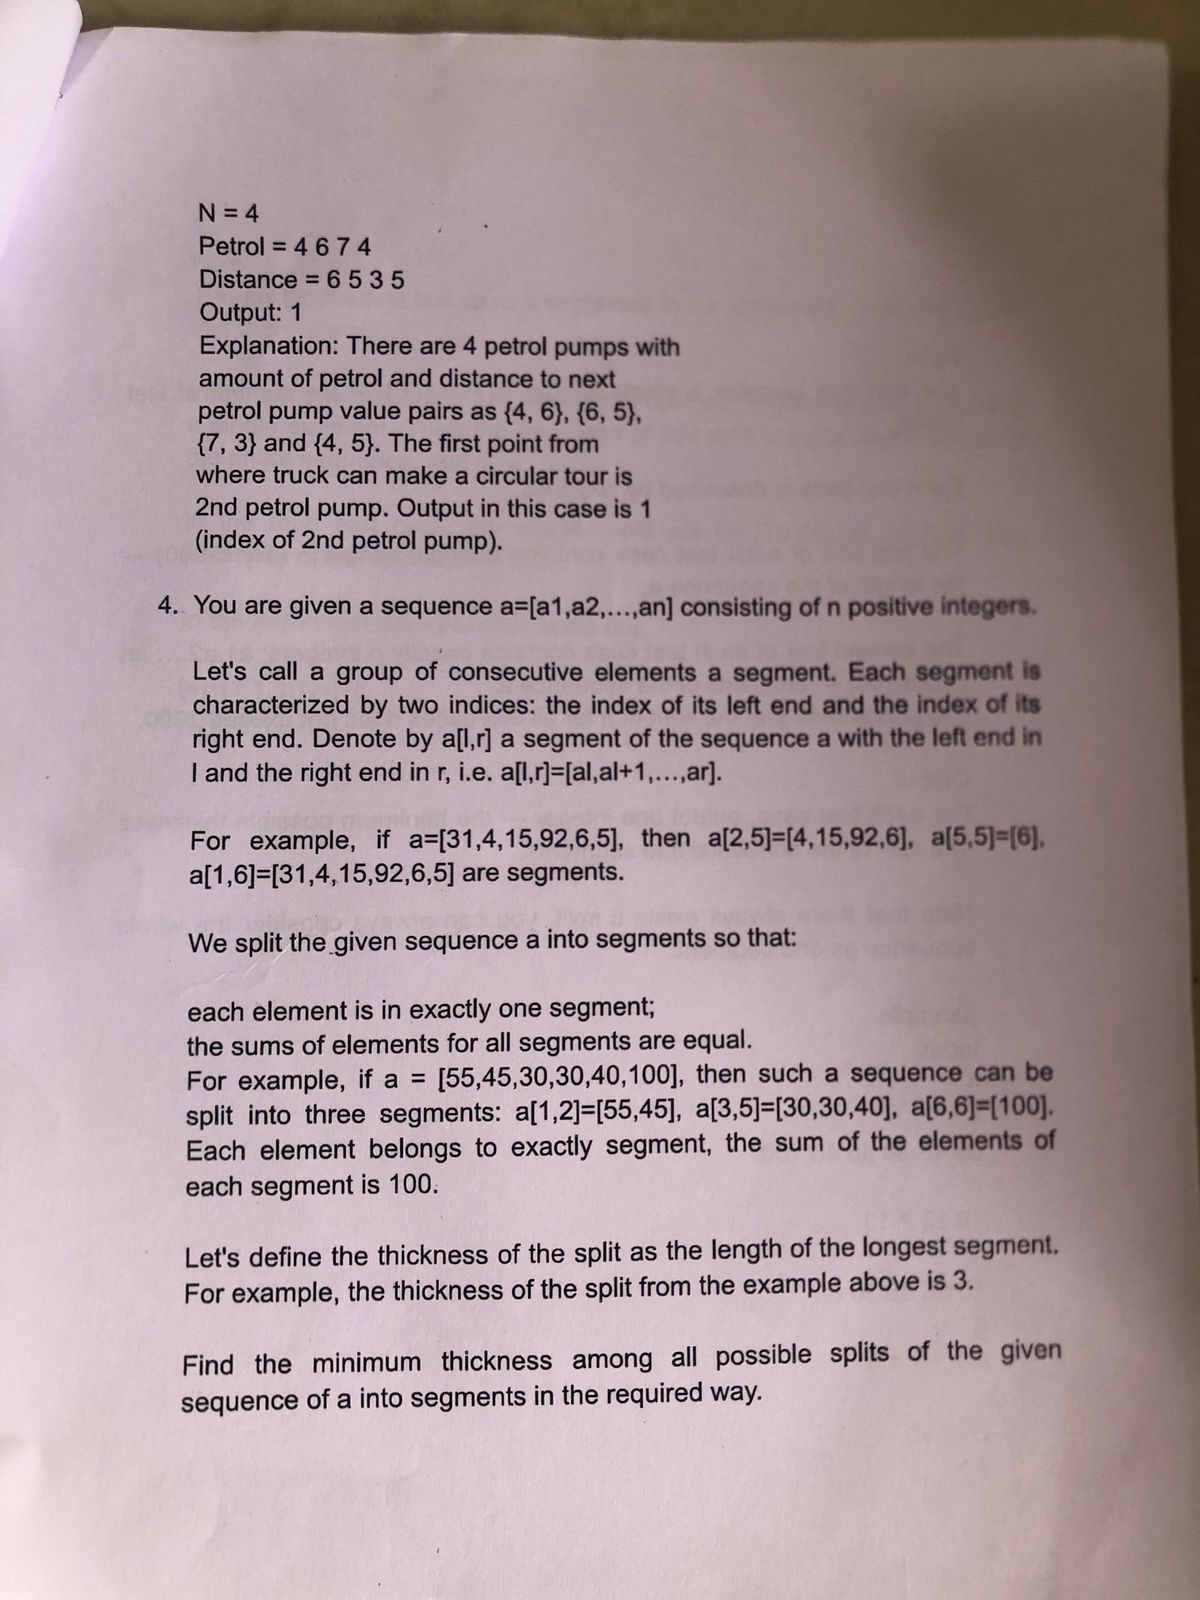 N = 4
Petrol = 4 6 7 4
Distance = 6 5 3 5
Output: 1
Explanation: There are 4 petrol pumps with
amount of petrol and distance to next
petrol pump value pairs as {4, 6}, {6, 5},
{7, 3} and {4, 5}. The first point from
where truck can make a circular tour is
2nd petrol pump. Output in this case is 1
(index of 2nd petrol pump).
4. You are given a sequence a=[a1,a2,…,an] consisting of n positive integers.
Let's call a group of consecutive elements a segment. Each segment is
characterized by two indices: the index of its left end and the index of its
right end. Denote by a[l,r] a segment of the sequence a with the left end in
l and the right end in r, i.e. a[l,r]=[al,al+1,…,ar].
For example, if a=[31,4,15,92,6,5], then a[2,5]=[4,15,92,6], a[5,5]=[6],
a[1,6]=[31,4,15,92,6,5] are segments.
We split the given sequence a into segments so that:
each element is in exactly one segment;
the sums of elements for all segments are equal.
For example, if a = [55,45,30,30,40,100], then such a sequence can be
split into three segments: a[1,2]=[55,45], a[3,5]=[30,30,40], a[6,6]=[100].
Each element belongs to exactly segment, the sum of the elements of
each segment is 100.
Let's define the thickness of the split as the length of the longest segment.
For example, the thickness of the split from the example above is 3.
Find the minimum thickness among all possible splits of the given
sequence of a into segments in the required way.